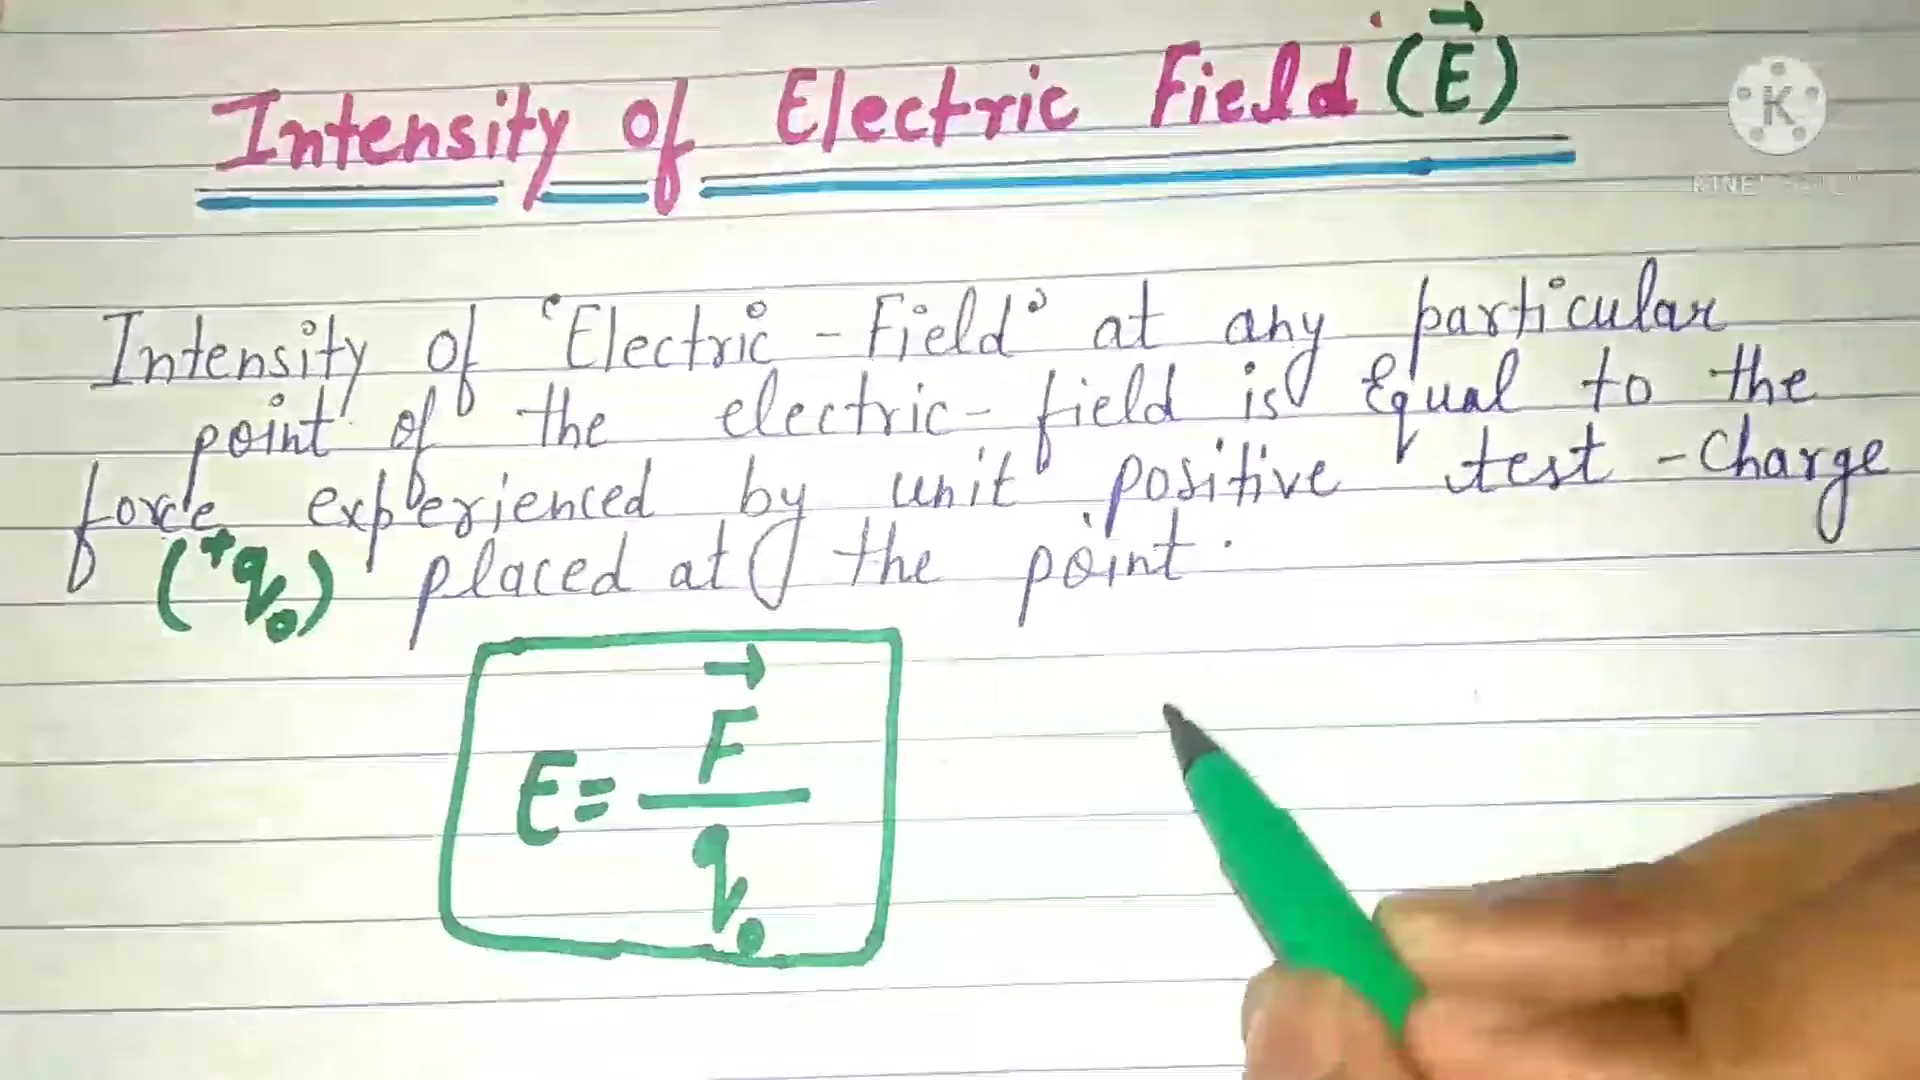 Intensity of Electric Field (E⃗)
Intensity of 'Electric - Field' at any particular
point of the electric - field is Equal to the
force experienced by unit positive test - Charge
(+q₀) placed at the point.
E = F⃗ / q₀
K